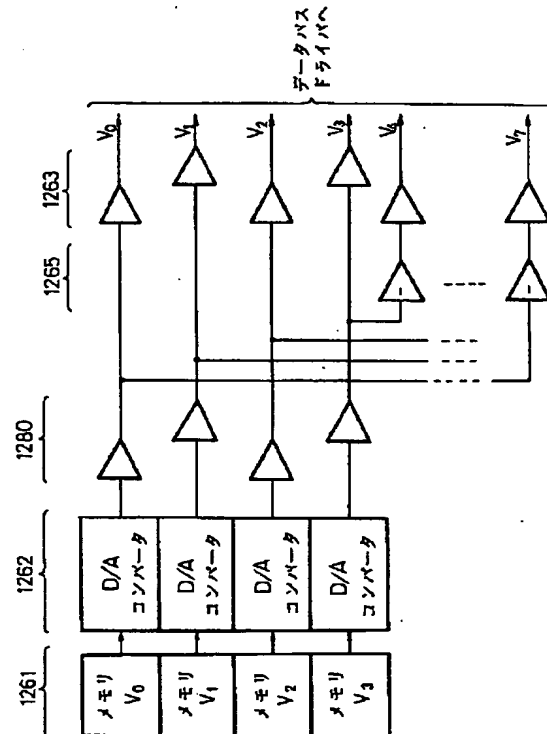 1261
1262
1280
1265
1263
メモリ
V0
D/A
コンバータ
V0
メモリ
V1
D/A
コンバータ
V1
メモリ
V2
D/A
コンバータ
V2
メモリ
V3
D/A
コンバータ
V3
V4
V7
データバス
ドライバへ